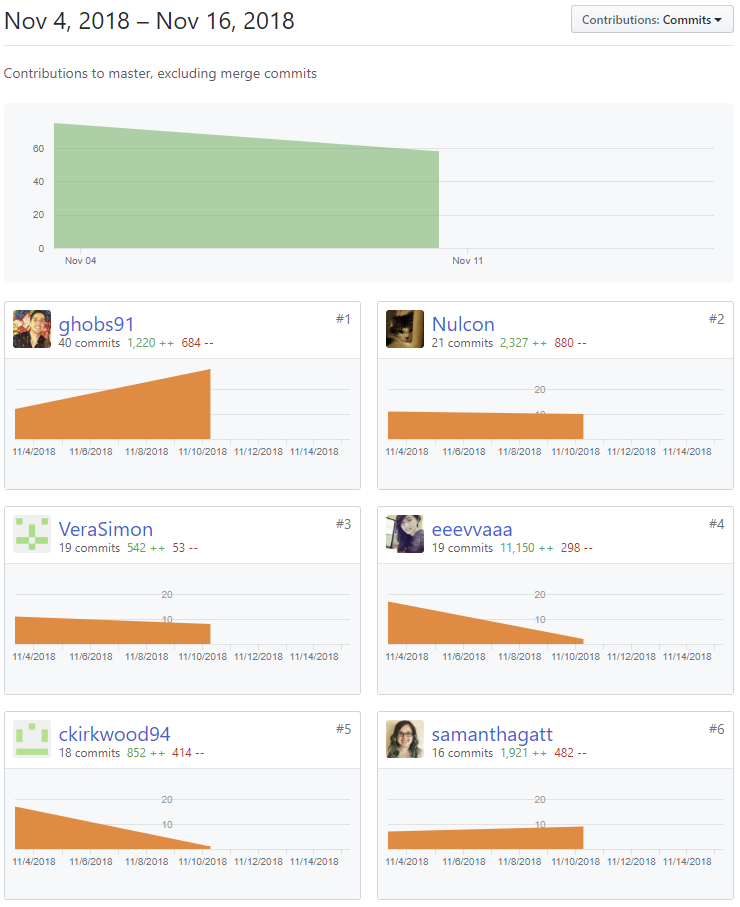 Nov 4, 2018 – Nov 16, 2018
Contributions: Commits
Contributions to master, excluding merge commits
60
40
20
0
Nov 04 Nov 11
ghobs91 #1
40 commits 1,220 ++ 684 --
11/4/2018 11/6/2018 11/8/2018 11/10/2018 11/12/2018 11/14/2018
Nulcon #2
21 commits 2,327 ++ 880 --
20
10
11/4/2018 11/6/2018 11/8/2018 11/10/2018 11/12/2018 11/14/2018
VeraSimon #3
19 commits 542 ++ 53 --
20
10
11/4/2018 11/6/2018 11/8/2018 11/10/2018 11/12/2018 11/14/2018
eeevvaaa #4
19 commits 11,150 ++ 298 --
20
10
11/4/2018 11/6/2018 11/8/2018 11/10/2018 11/12/2018 11/14/2018
ckirkwood94 #5
18 commits 852 ++ 414 --
20
10
11/4/2018 11/6/2018 11/8/2018 11/10/2018 11/12/2018 11/14/2018
samanthagatt #6
16 commits 1,921 ++ 482 --
20
10
11/4/2018 11/6/2018 11/8/2018 11/10/2018 11/12/2018 11/14/2018